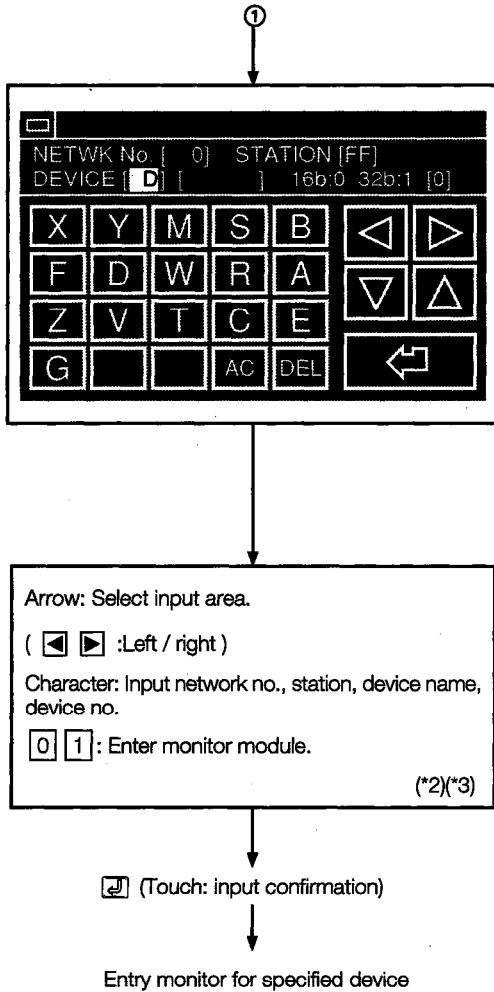 ①
NETWK No. [ 0] STATION [FF]
DEVICE [ D] [ ] 16b:0 32b:1 [0]
X Y M S B ◁ ▷
F D W R A
▽ △
Z V T C E
G AC DEL
Arrow: Select input area.
( ◀ ▶ :Left / right )
Character: Input network no., station, device name,
device no.
0 1 : Enter monitor module.
(*2)(*3)
(Touch: input confirmation)
Entry monitor for specified device